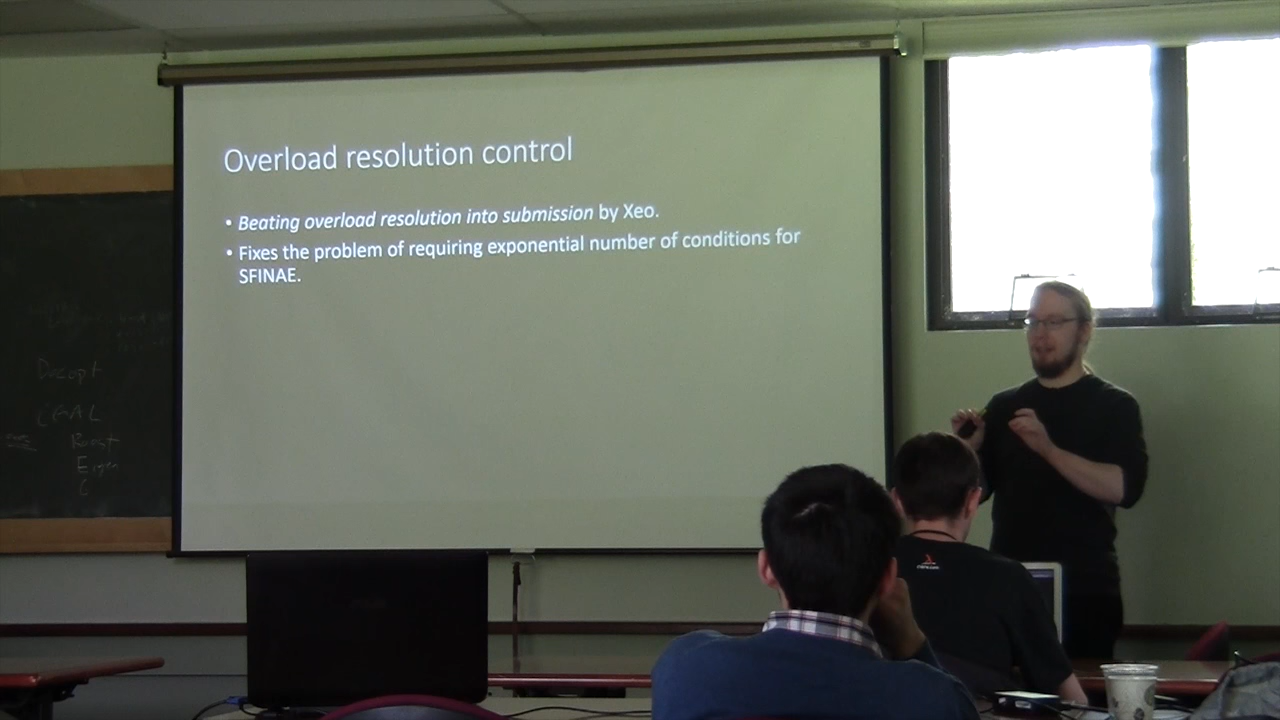 Overload resolution control
• Beating overload resolution into submission by Xeo.
• Fixes the problem of requiring exponential number of conditions for
SFINAE.
Decopt
CGAL
Boost
Eigen
C